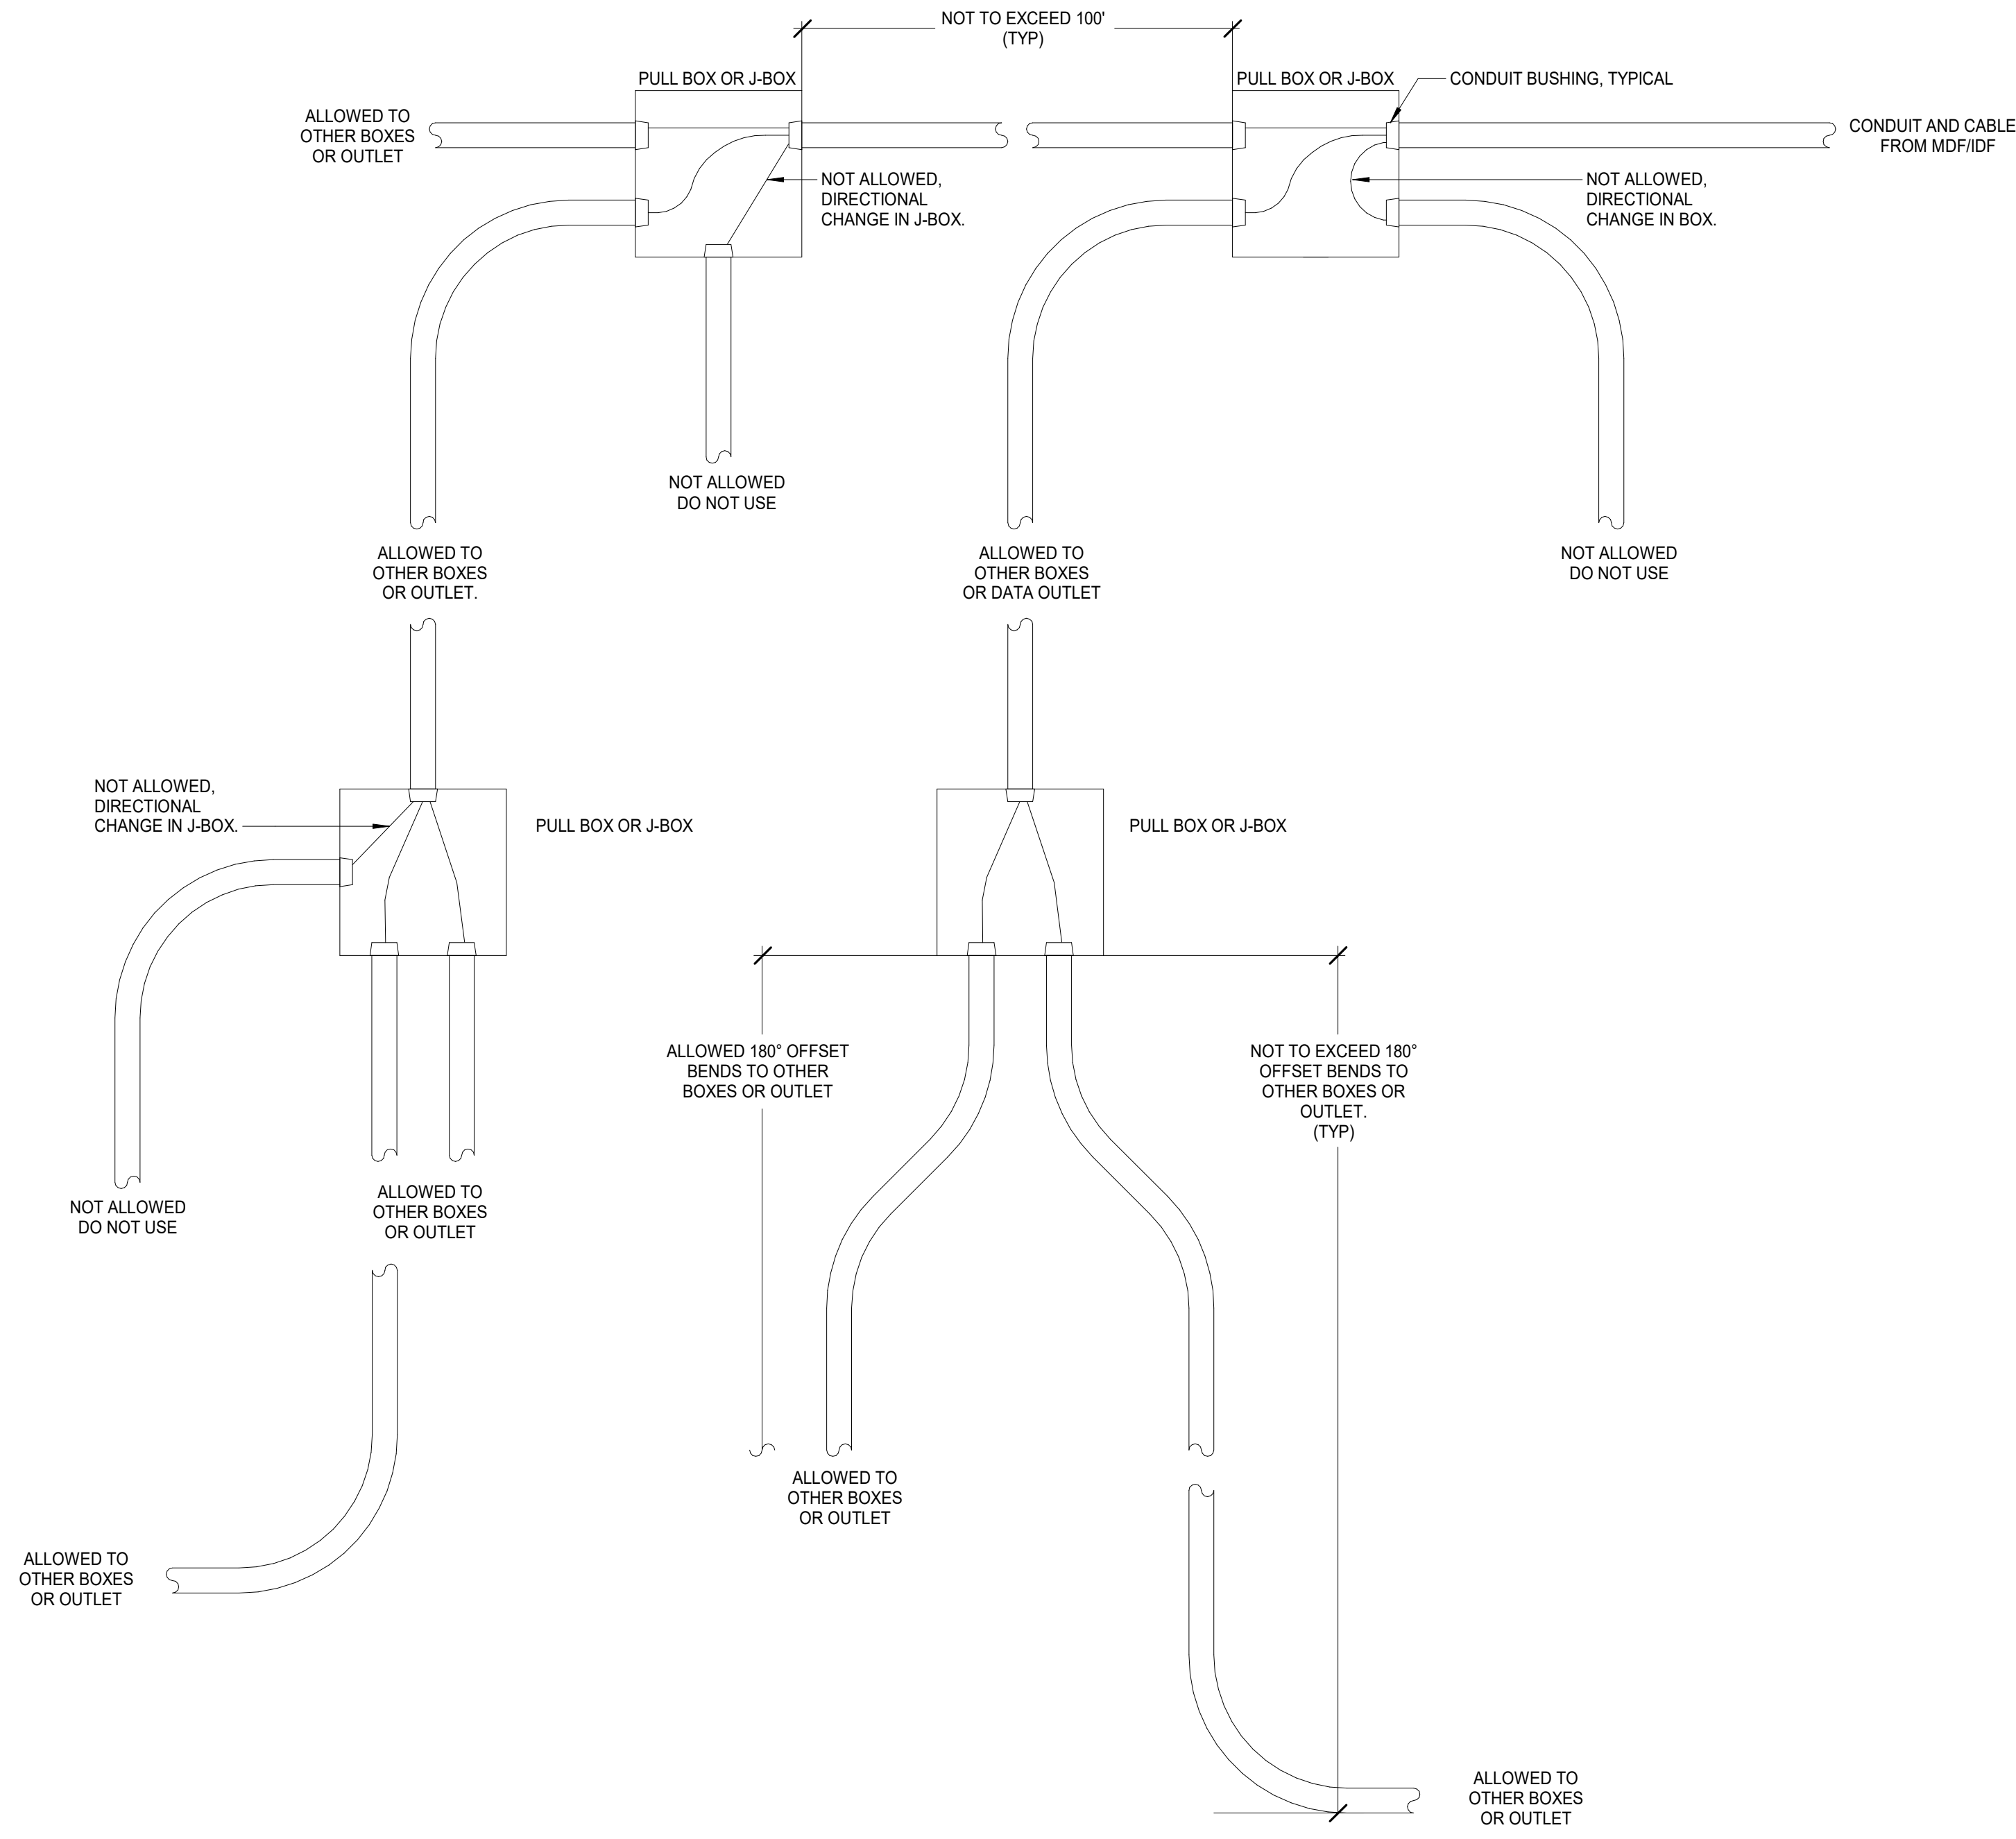 NOT TO EXCEED 100'
(TYP)
PULL BOX OR J-BOX
PULL BOX OR J-BOX
CONDUIT BUSHING, TYPICAL
ALLOWED TO
OTHER BOXES
OR OUTLET
CONDUIT AND CABLE
FROM MDF/IDF
NOT ALLOWED,
DIRECTIONAL
CHANGE IN J-BOX.
NOT ALLOWED,
DIRECTIONAL
CHANGE IN BOX.
NOT ALLOWED
DO NOT USE
ALLOWED TO
OTHER BOXES
OR OUTLET.
ALLOWED TO
OTHER BOXES
OR DATA OUTLET
NOT ALLOWED
DO NOT USE
NOT ALLOWED,
DIRECTIONAL
CHANGE IN J-BOX.
PULL BOX OR J-BOX
PULL BOX OR J-BOX
ALLOWED 180° OFFSET
BENDS TO OTHER
BOXES OR OUTLET
NOT TO EXCEED 180°
OFFSET BENDS TO
OTHER BOXES OR
OUTLET.
(TYP)
NOT ALLOWED
DO NOT USE
ALLOWED TO
OTHER BOXES
OR OUTLET
ALLOWED TO
OTHER BOXES
OR OUTLET
ALLOWED TO
OTHER BOXES
OR OUTLET
ALLOWED TO
OTHER BOXES
OR OUTLET